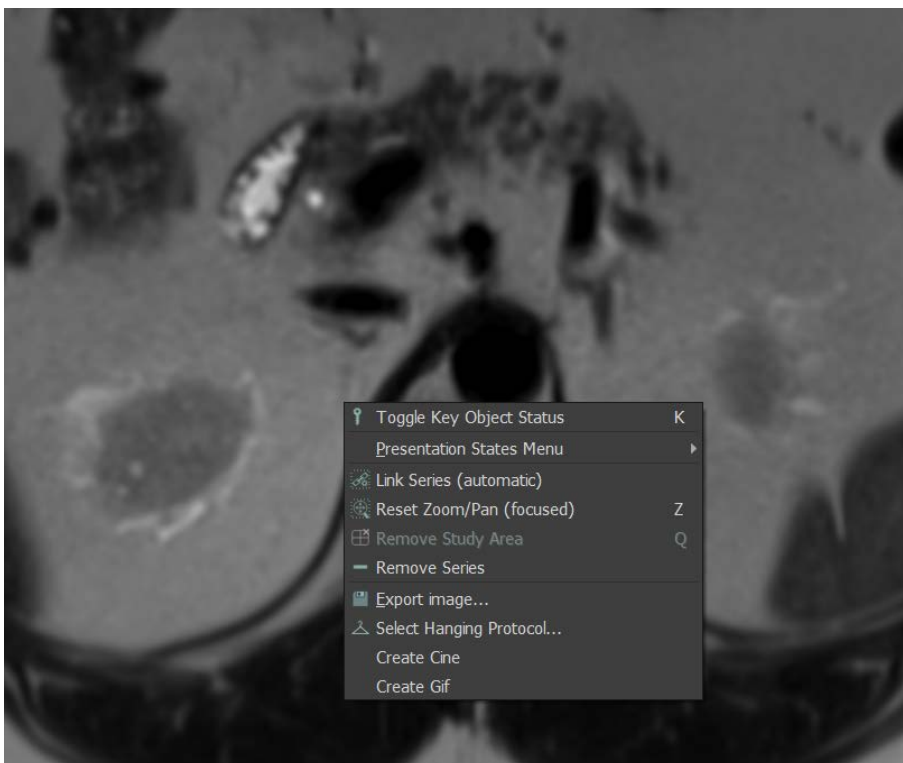 Toggle Key Object Status K
Presentation States Menu
Link Series (automatic)
Reset Zoom/Pan (focused) Z
Remove Study Area Q
Remove Series
Export image...
Select Hanging Protocol...
Create Cine
Create Gif